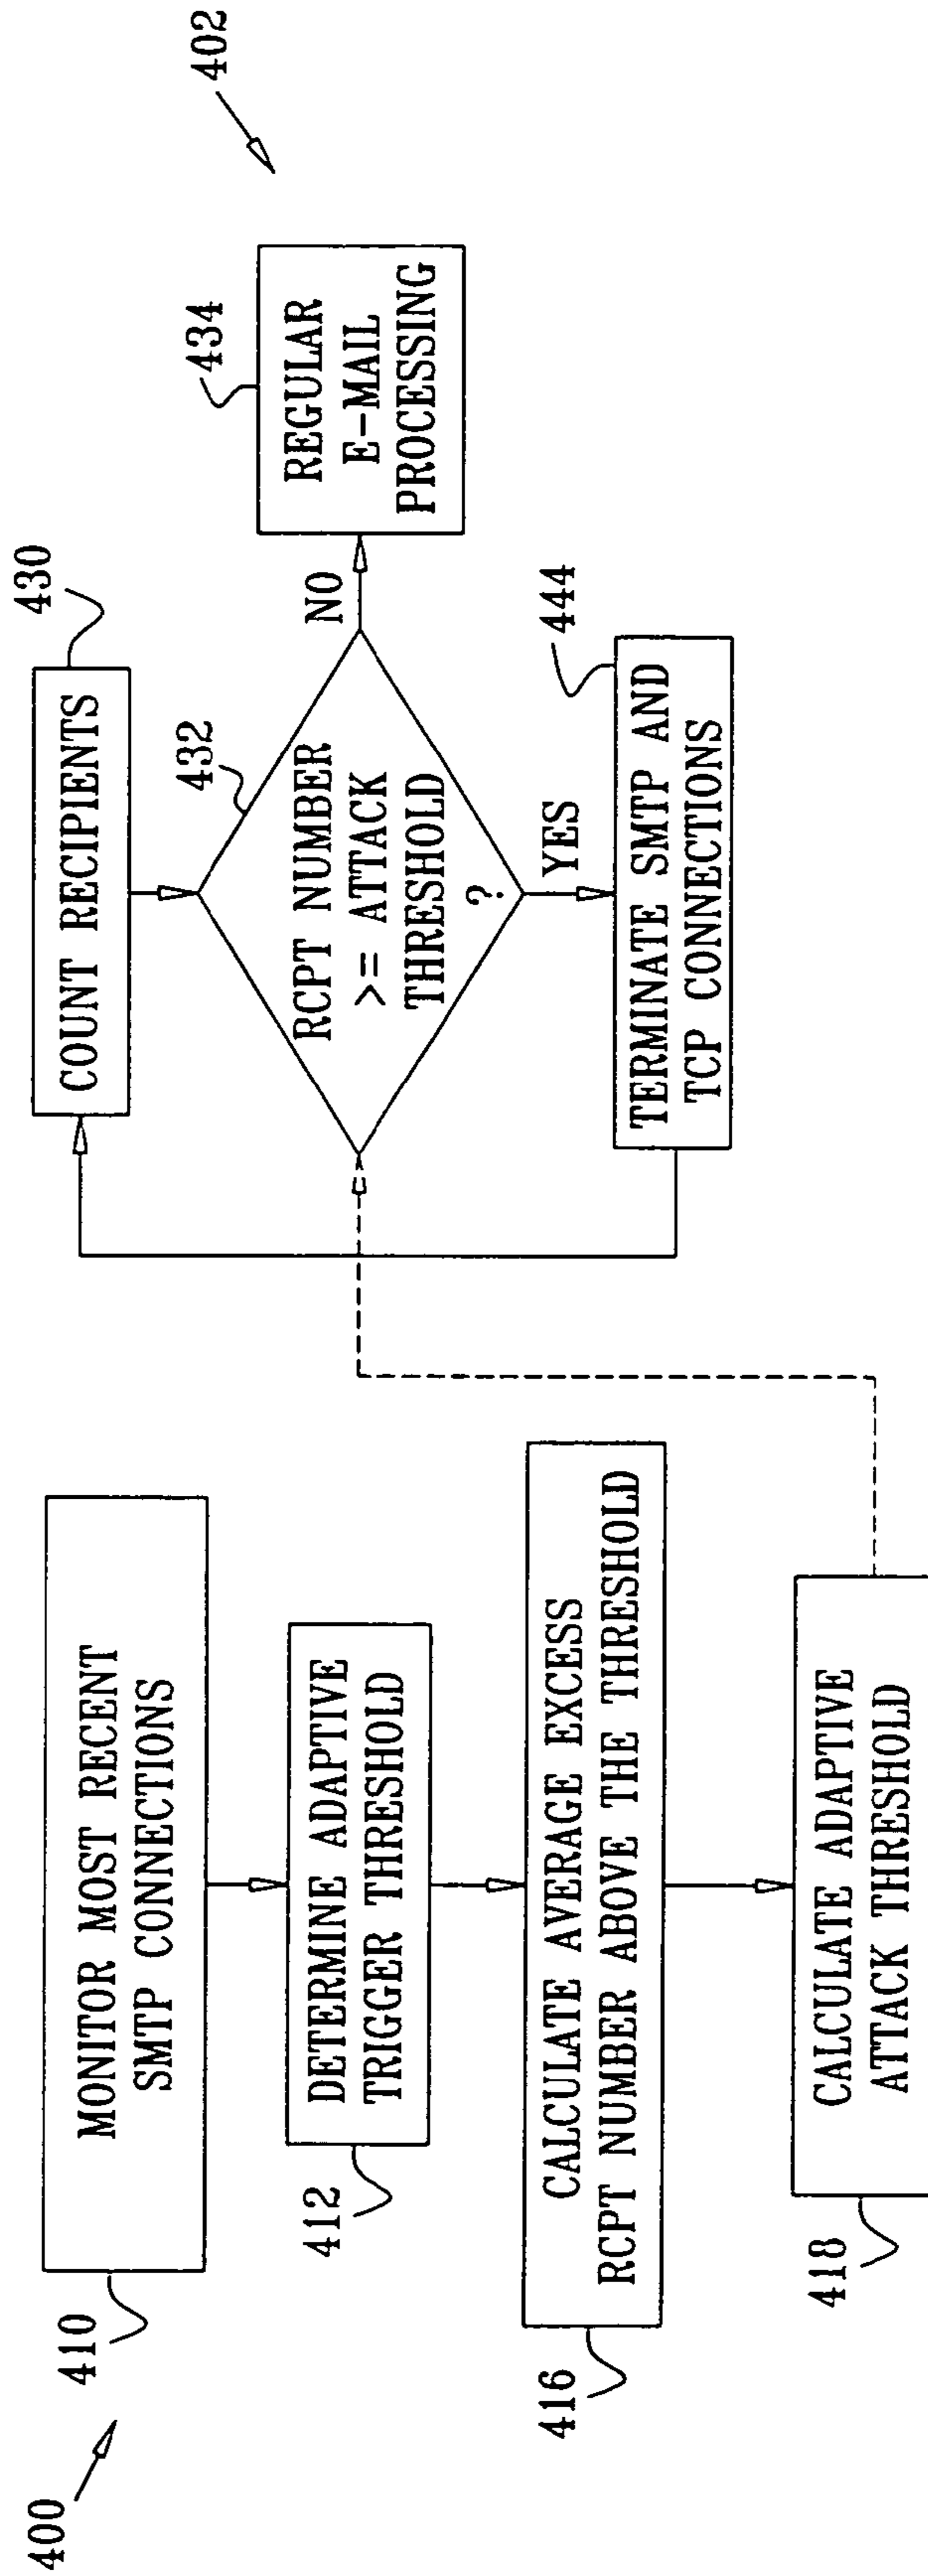 400
410
MONITOR MOST RECENT
SMTP CONNECTIONS
412
DETERMINE ADAPTIVE
TRIGGER THRESHOLD
416
CALCULATE AVERAGE EXCESS
RCPT NUMBER ABOVE THE THRESHOLD
418
CALCULATE ADAPTIVE
ATTACK THRESHOLD
402
430
COUNT RECIPIENTS
432
RCPT NUMBER
>= ATTACK
THRESHOLD
?
NO
434
REGULAR
E-MAIL
PROCESSING
YES
444
TERMINATE SMTP AND
TCP CONNECTIONS